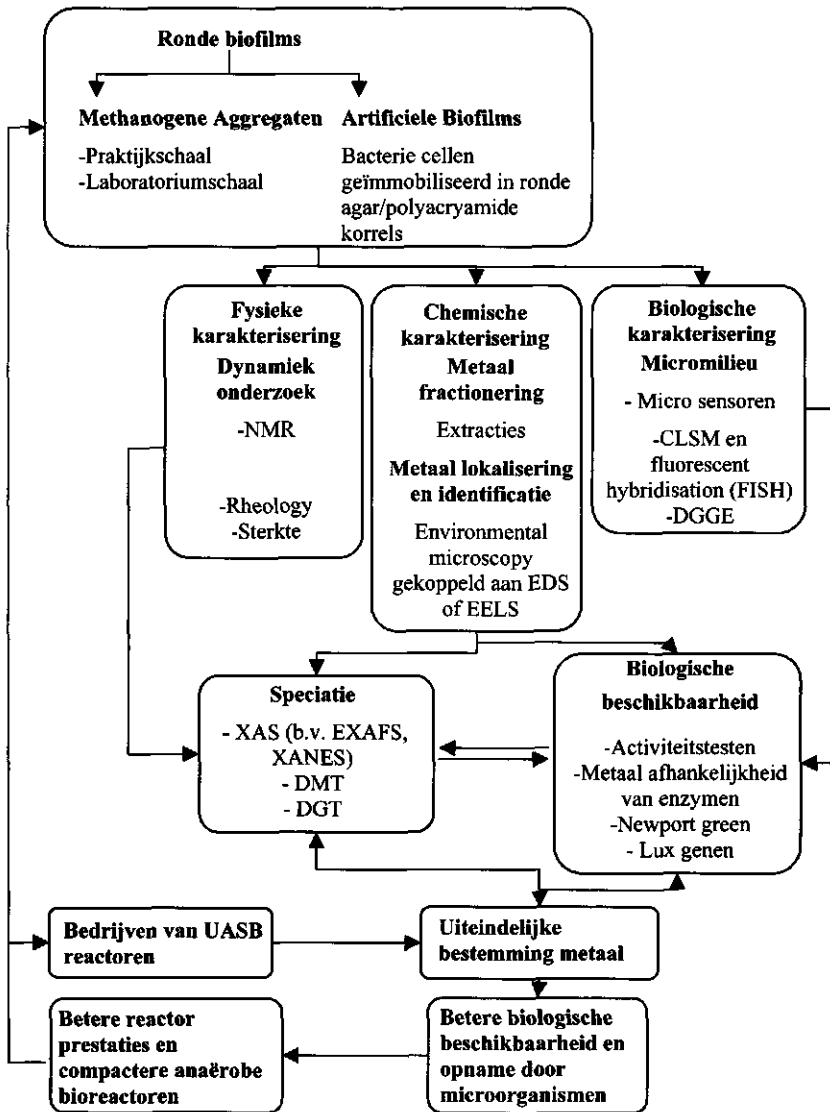 Ronde biofilms
Methanogene Aggregaten
-Praktijkschaal
-Laboratoriumschaal
Artificiele Biofilms
Bacterie cellen
geïmmobiliseerd in ronde
agar/polyacryamide
korrels
Fysieke
karakterisering
Dynamiek
onderzoek
-NMR
-Rheology
-Sterkte
Chemische
karakterisering
Metaal
fractionering
Extracties
Metaal lokalisering
en identificatie
Environmental
microscopy
gekoppeld aan EDS
of EELS
Biologische
karakterisering
Micromilieu
- Micro sensoren
-CLSM en
fluorescent
hybridisation (FISH)
-DGGE
Speciatie
- XAS (b.v. EXAFS,
XANES)
- DMT
- DGT
Biologische
beschikbaarheid
-Activiteitstesten
-Metaal afhankelijkheid
van enzymen
-Newport green
- Lux genen
Bedrijven van UASB
reactoren
Uiteindelijke
bestemming metaal
Betere reactor
prestaties en
compactere anaërobe
bioreactoren
Betere biologische
beschikbaarheid en
opname door
microorganismen